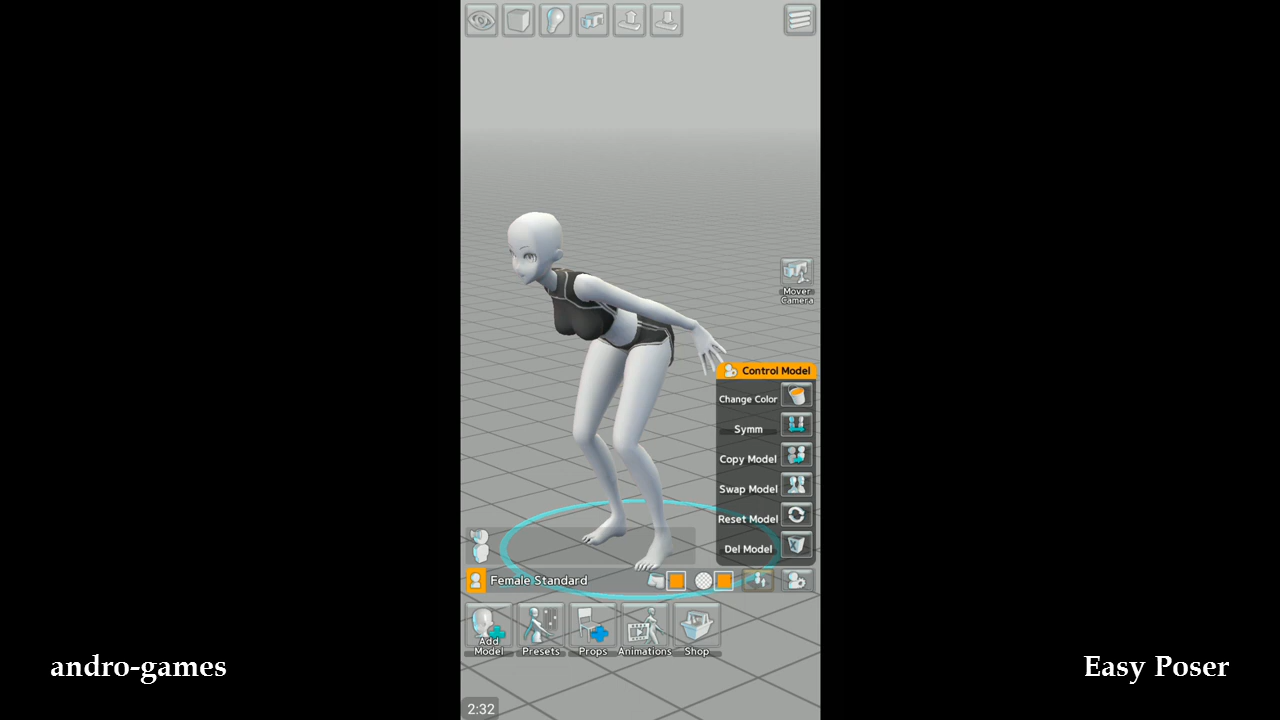 Mover
Camera
Control Model
Change Color
Symm
Copy Model
Swap Model
Reset Model
Del Model
Female Standard
Add
Model
Presets
Props
Animations
Shop
andro-games
Easy Poser
2:32